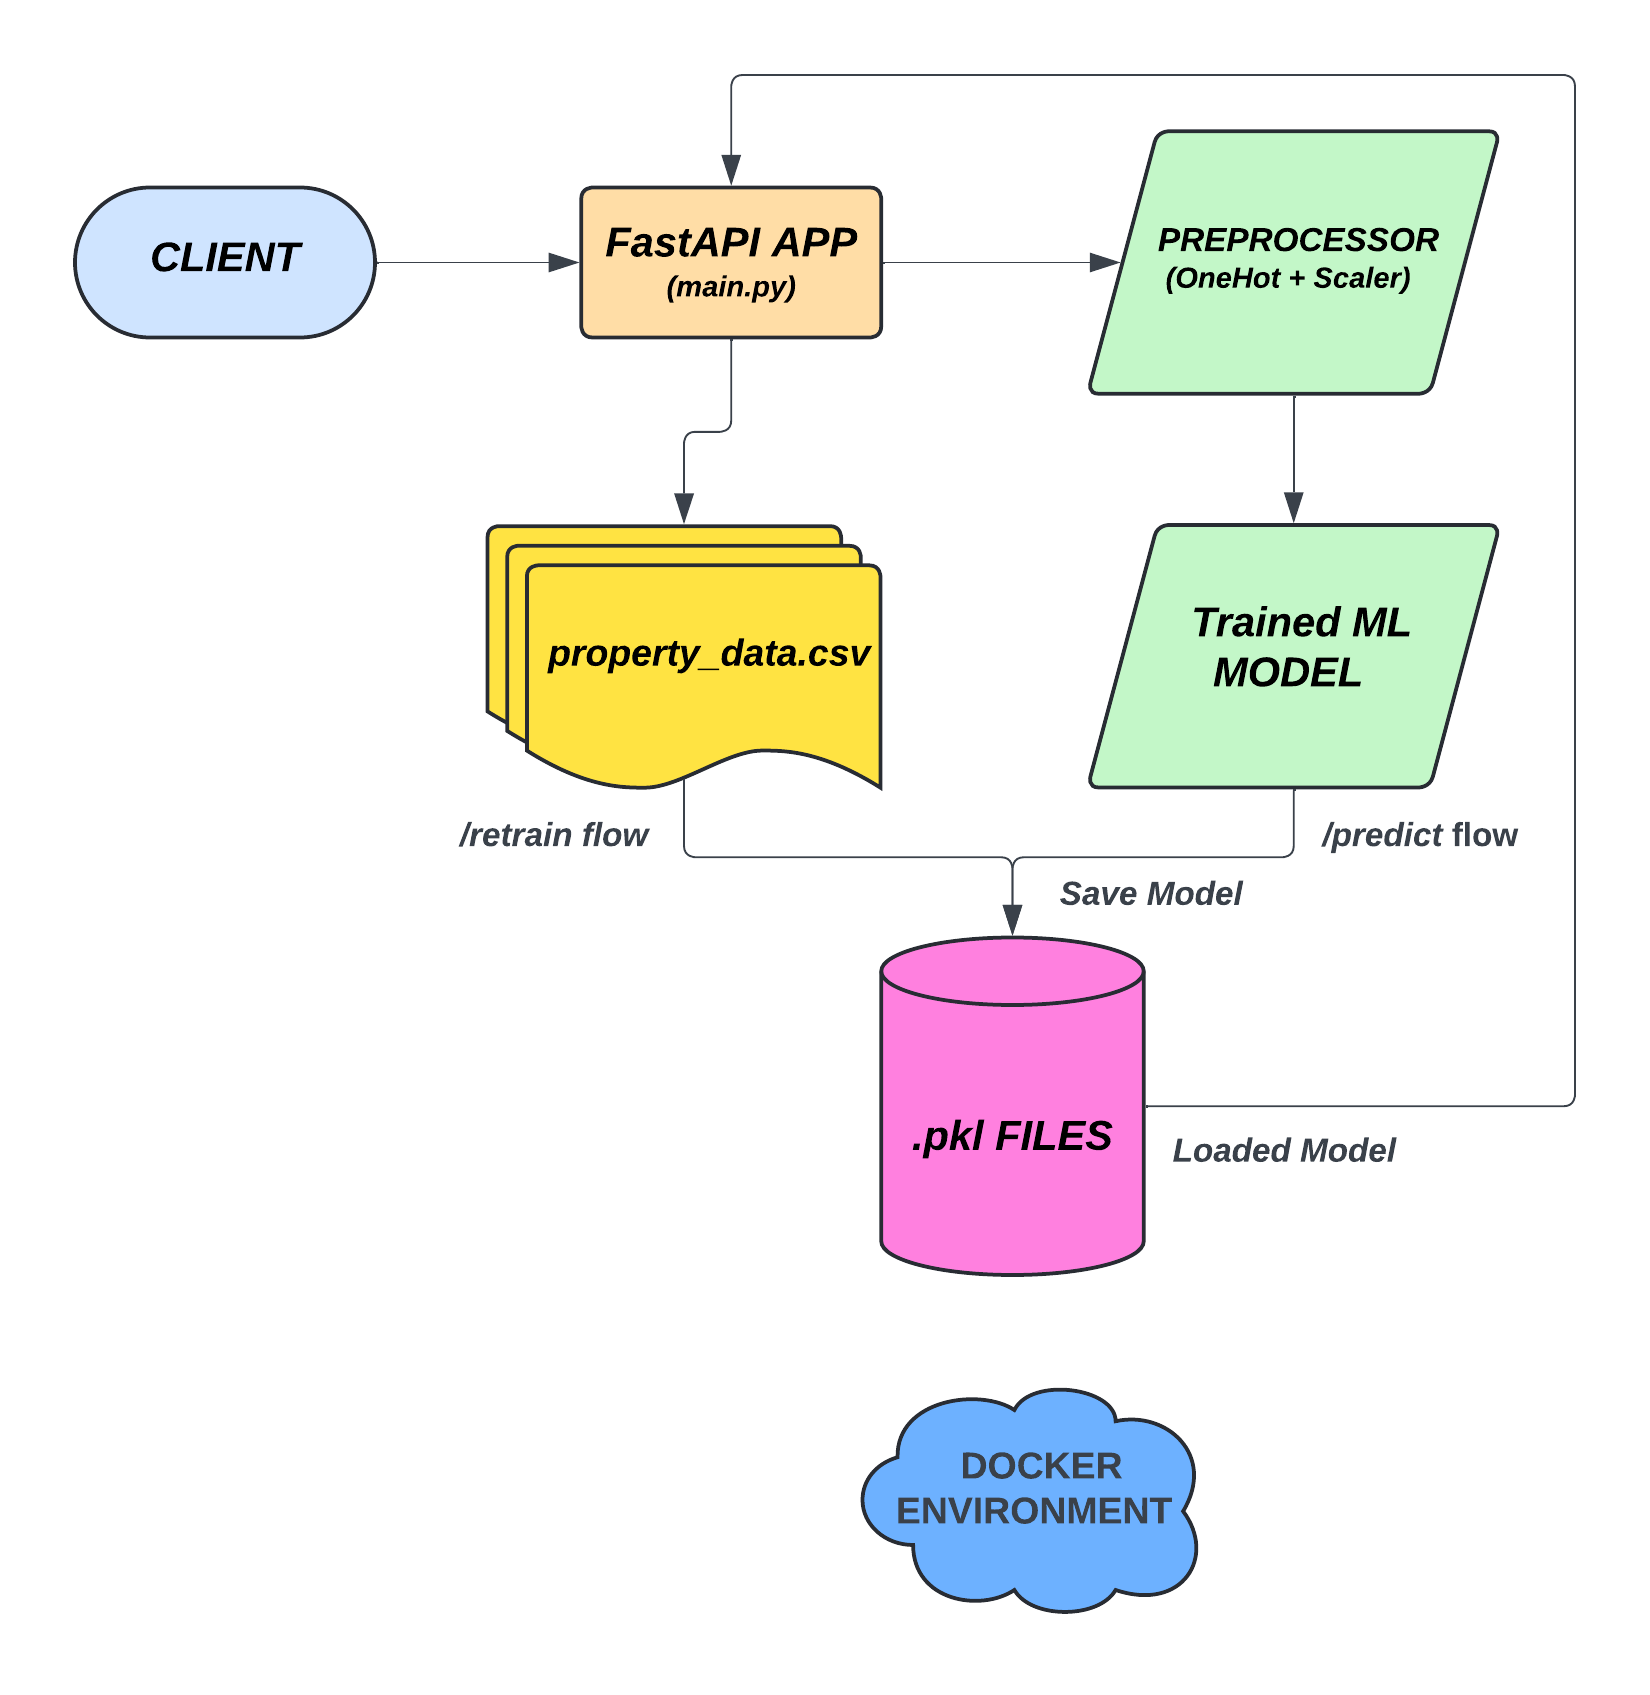 CLIENT
FastAPI APP
(main.py)
PREPROCESSOR
(OneHot + Scaler)
property_data.csv
Trained ML
MODEL
/retrain flow
/predict flow
Save Model
.pkl FILES
Loaded Model
DOCKER
ENVIRONMENT